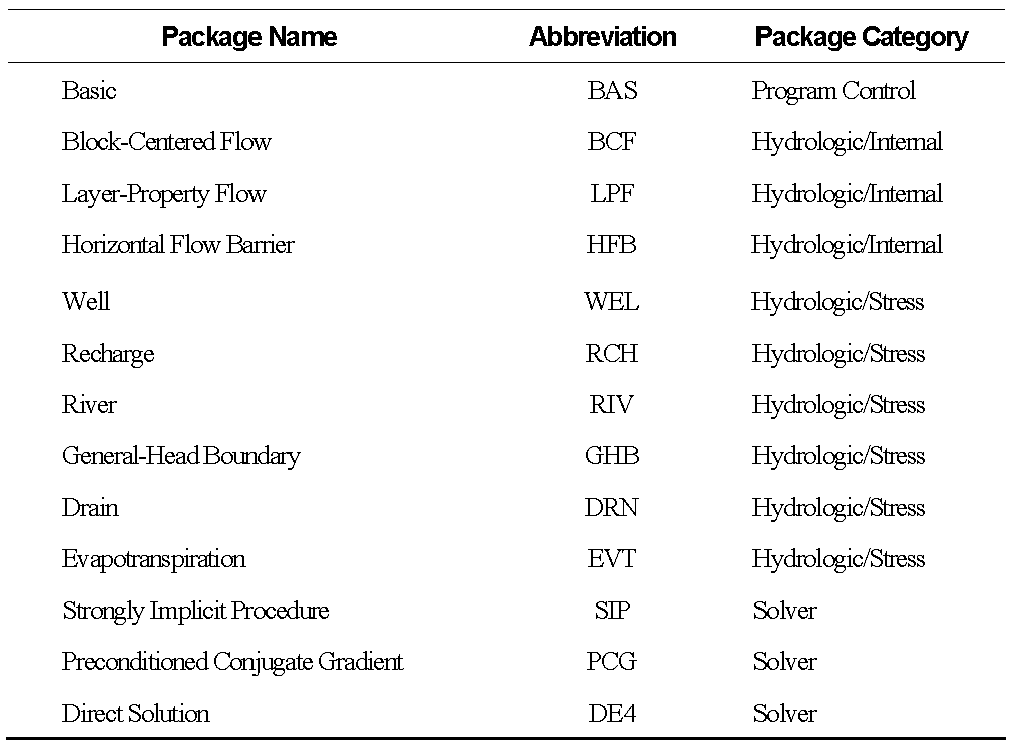 Package Name Abbreviation Package Category
Basic BAS Program Control
Block-Centered Flow BCF Hydrologic/Internal
Layer-Property Flow LPF Hydrologic/Internal
Horizontal Flow Barrier HFB Hydrologic/Internal
Well WEL Hydrologic/Stress
Recharge RCH Hydrologic/Stress
River RIV Hydrologic/Stress
General-Head Boundary GHB Hydrologic/Stress
Drain DRN Hydrologic/Stress
Evapotranspiration EVT Hydrologic/Stress
Strongly Implicit Procedure SIP Solver
Preconditioned Conjugate Gradient PCG Solver
Direct Solution DE4 Solver